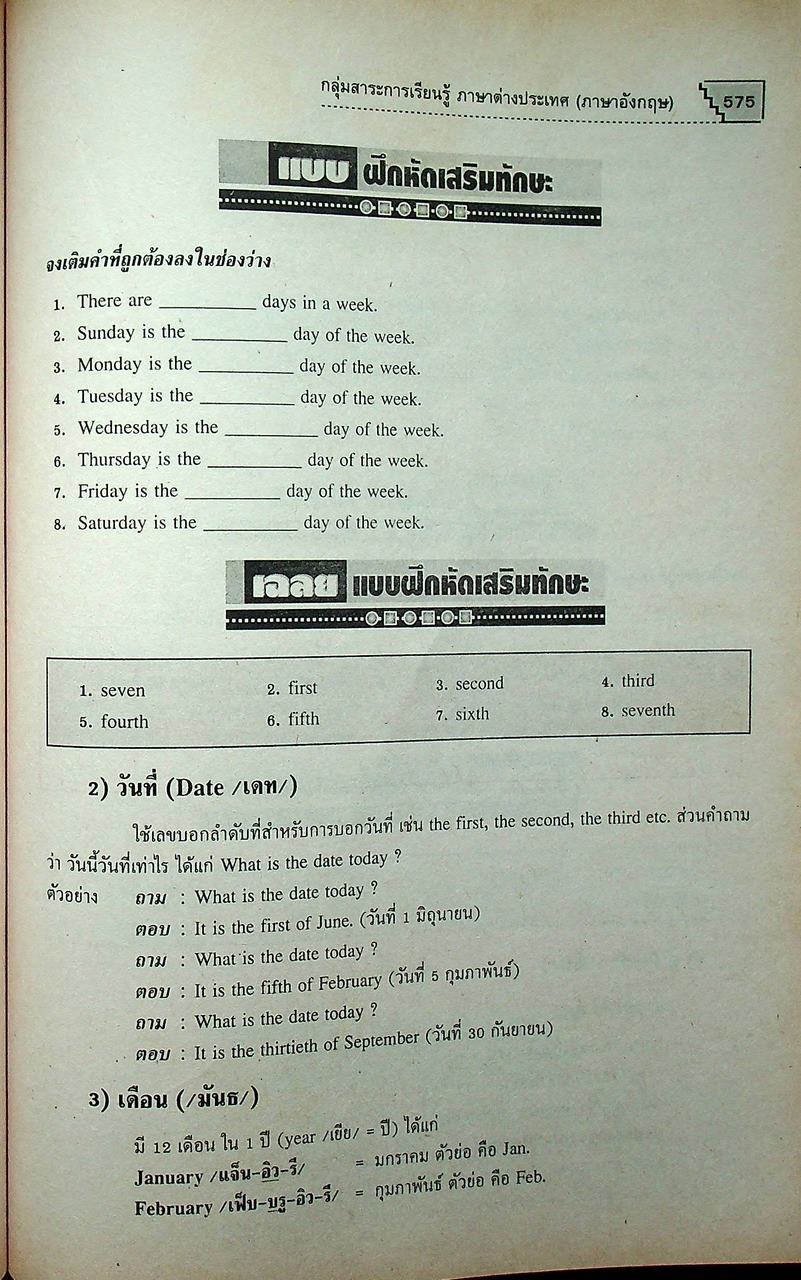 กลุ่มสาระการเรียนรู้ ภาษาต่างประเทศ (ภาษาอังกฤษ) 575
แบบ ฝึกหัดเสริมทักษะ
จงเติมคำที่ถูกต้องลงในช่องว่าง
1. There are __________ days in a week.
2. Sunday is the __________ day of the week.
3. Monday is the __________ day of the week.
4. Tuesday is the __________ day of the week.
5. Wednesday is the __________ day of the week.
6. Thursday is the __________ day of the week.
7. Friday is the __________ day of the week.
8. Saturday is the __________ day of the week.
เฉลย แบบฝึกหัดเสริมทักษะ
1. seven 2. first 3. second 4. third
5. fourth 6. fifth 7. sixth 8. seventh
2) วันที่ (Date /เดท/)
ใช้เลขบอกลำดับที่สำหรับการบอกวันที่ เช่น the first, the second, the third etc. ส่วนคำถาม
ว่า วันนี้วันที่เท่าไร ได้แก่ What is the date today ?
ตัวอย่าง ถาม : What is the date today ?
ตอบ : It is the first of June. (วันที่ 1 มิถุนายน)
ถาม : What is the date today ?
ตอบ : It is the fifth of February (วันที่ 5 กุมภาพันธ์)
ถาม : What is the date today ?
ตอบ : It is the thirtieth of September (วันที่ 30 กันยายน)
3) เดือน (/มันธ/)
มี 12 เดือน ใน 1 ปี (year /เยีย/ = ปี) ได้แก่
January /แจ็น-อิว-รี่/ = มกราคม ตัวย่อ คือ Jan.
February /เฟ็บ-บรู-อิว-รี่/ = กุมภาพันธ์ ตัวย่อ คือ Feb.